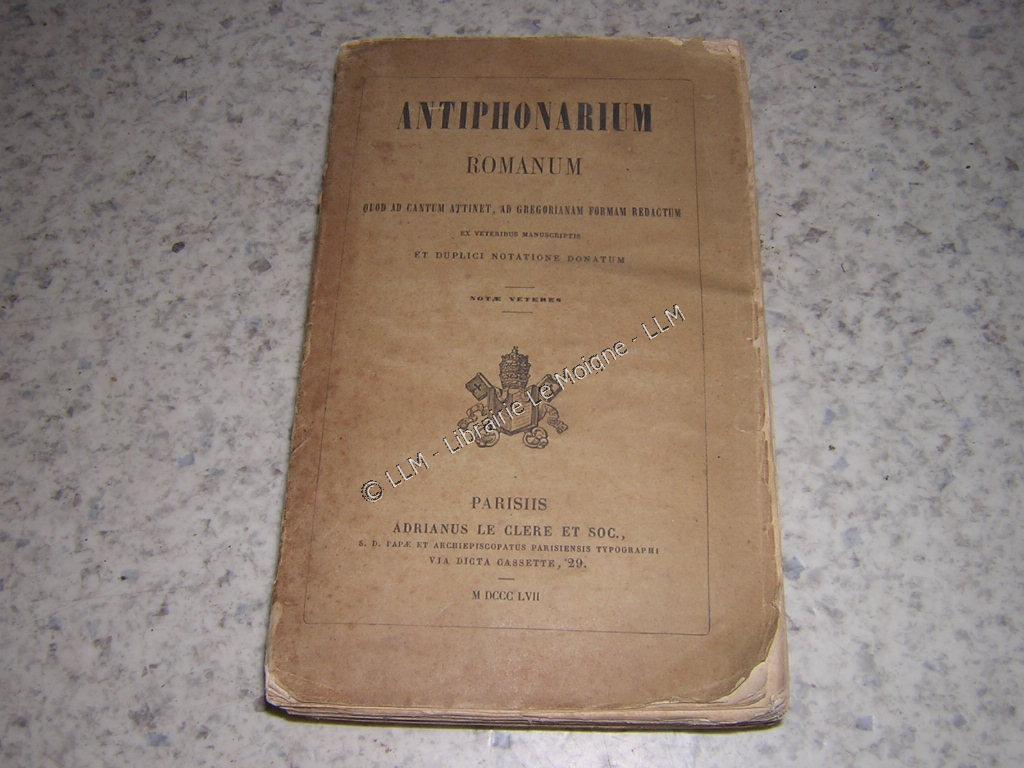 ANTIPHONARIUM
ROMANUM
QUOD AD CANTUM ATTINET, AD GREGORIANAM FORMAM REDACTUM
EX VETERIBUS MANUSCRIPTIS
ET DUPLICI NOTATIONE DONATUM
NOTÆ VETERES
© LLM - Librairie Le Moigne - LLM
PARISIIS
ADRIANUS LE CLERE ET SOC.,
S. D. PAPÆ ET ARCHIEPISCOPATUS PARISIENSIS TYPOGRAPHI
VIA DICTA CASSETTE, 29.
M DCCC LVII